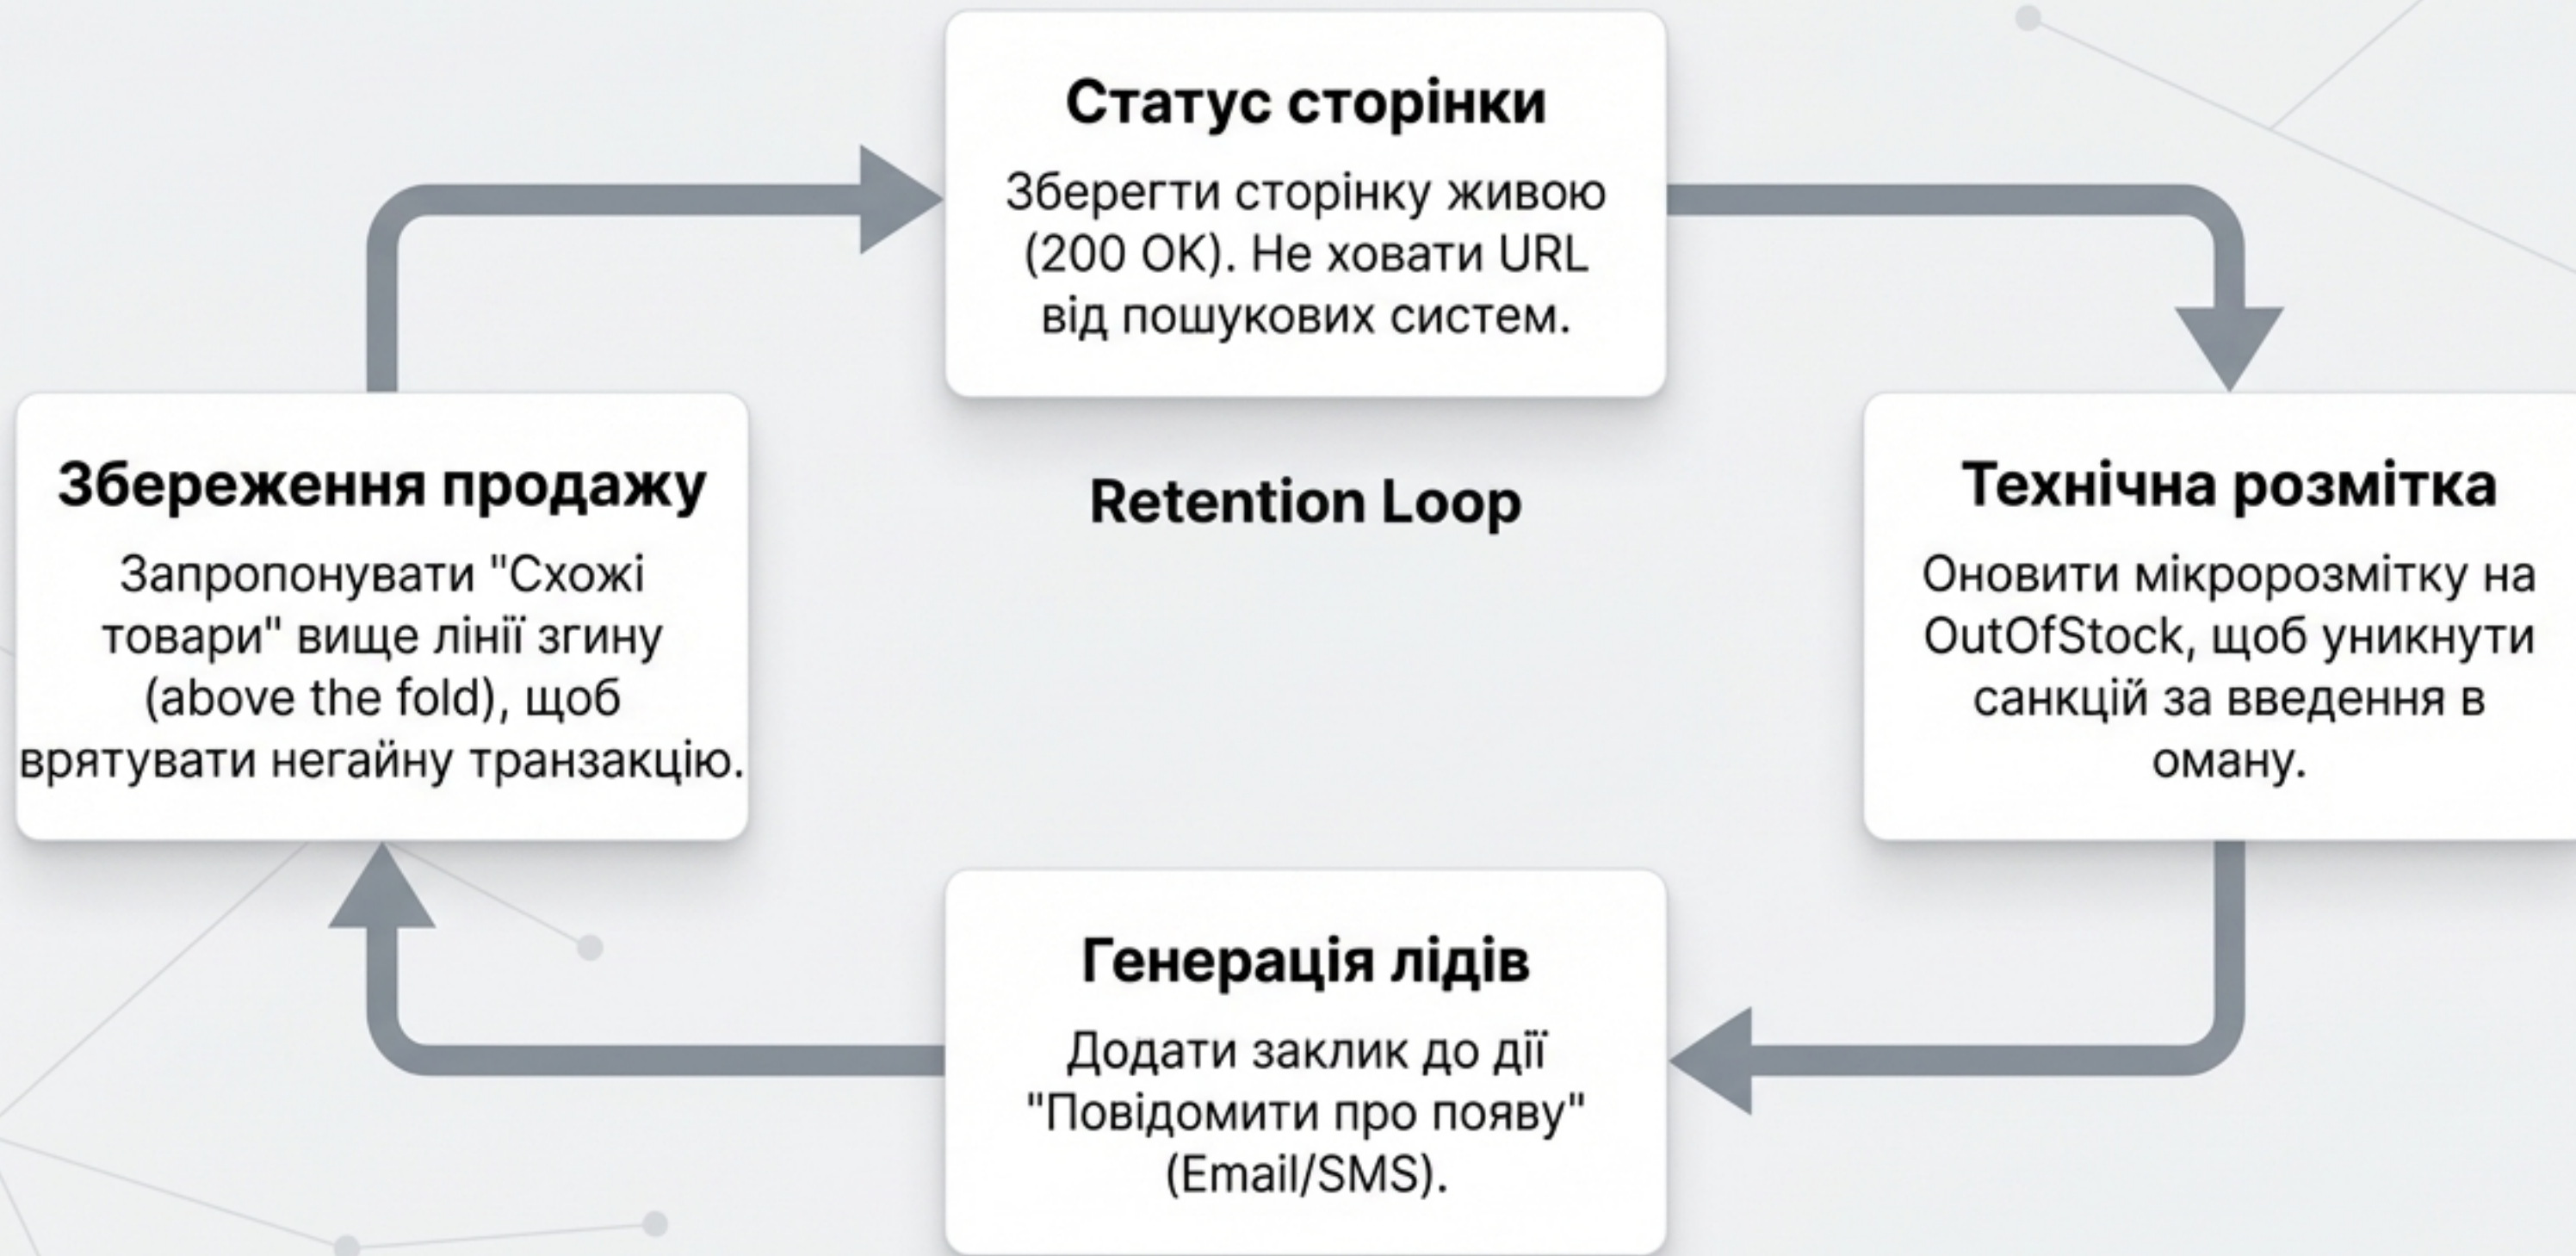 Статус сторінки
Зберегти сторінку живою
(200 OK). Не ховати URL
від пошукових систем.
Збереження продажу
Запропонувати "Схожі
товари" вище лінії згину
(above the fold), щоб
врятувати негайну транзакцію.
Retention Loop
Технічна розмітка
Оновити мікророзмітку на
OutOfStock, щоб уникнути
санкцій за введення в
оману.
Генерація лідів
Додати заклик до дії
"Повідомити про появу"
(Email/SMS).